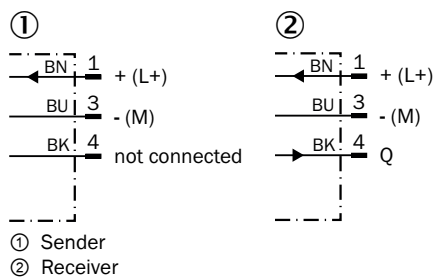 ①
BN 1 + (L+)
BU 3 - (M)
BK 4 not connected
②
BN 1 + (L+)
BU 3 - (M)
BK 4 Q
① Sender
② Receiver